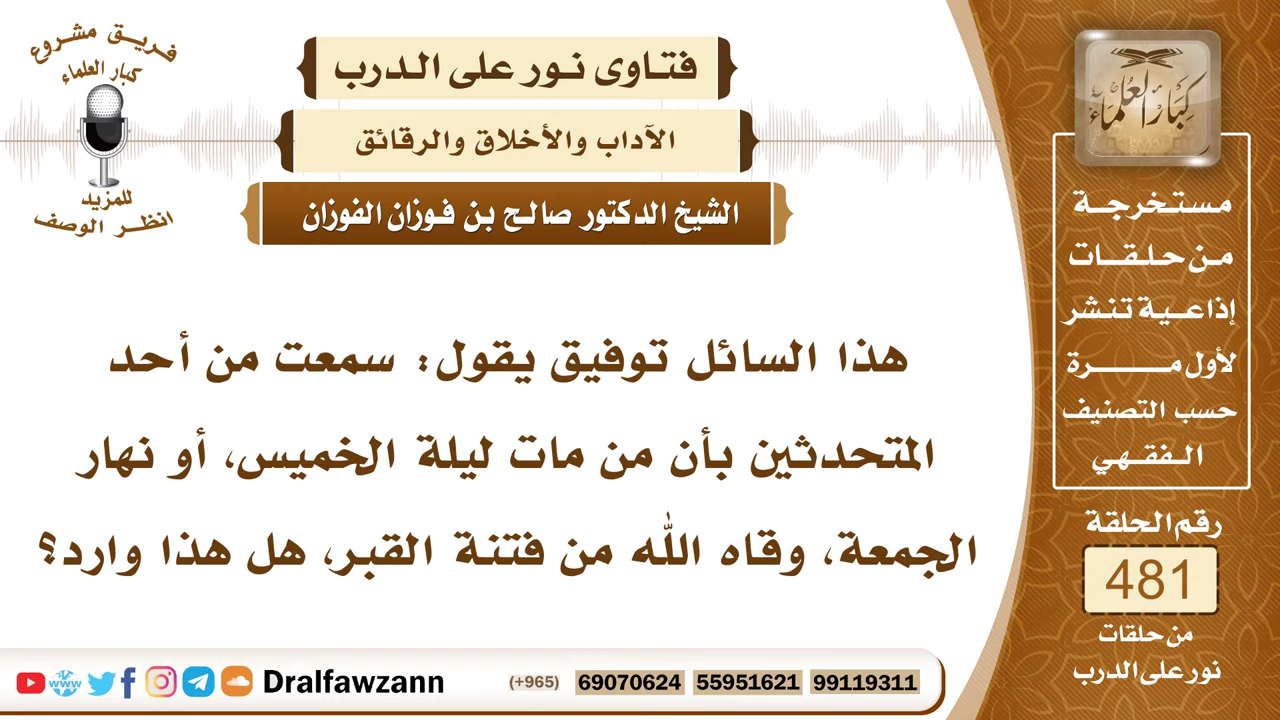 فريق مشروع
كبار العلماء
للمزيد
انظر الوصف
فتاوى نور على الدرب
الآداب والأخلاق والرقائق
الشيخ الدكتور صالح بن فوزان الفوزان
هذا السائل توفيق يقول: سمعت من أحد
المتحدثين بأن من مات ليلة الخميس، أو نهار
الجمعة، وقاه الله من فتنة القبر، هل هذا وارد؟
كبار العلماء
مستخرجة
من حلقات
إذاعية تنشر
لأول مرة
حسب التصنيف
الفقهي
رقم الحلقة
481
من حلقات
نور على الدرب
www
Dralfawzann
(+965) 69070624 55951621 99119311